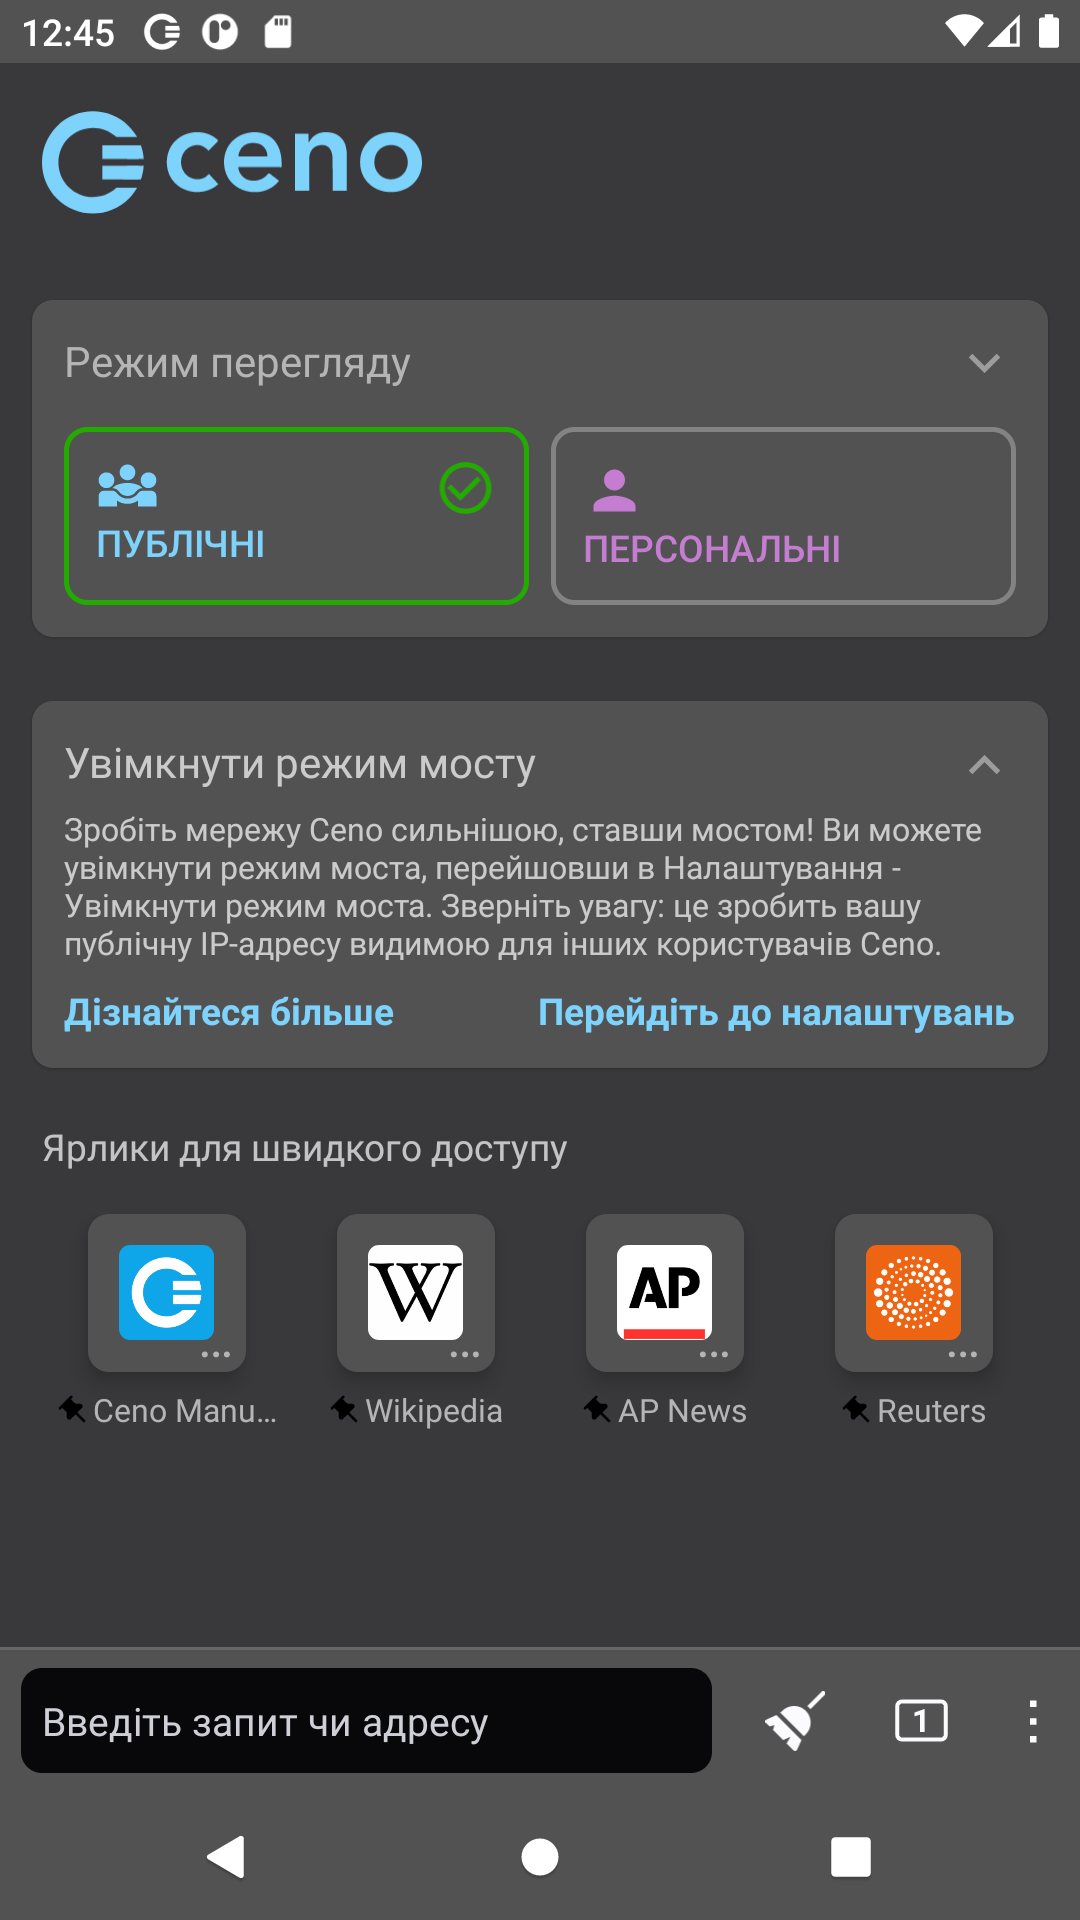 12:45
ceno
Режим перегляду
ПУБЛІЧНІ
ПЕРСОНАЛЬНІ
Увімкнути режим мосту
Зробіть мережу Ceno сильнішою, ставши мостом! Ви можете
увімкнути режим моста, перейшовши в Налаштування -
Увімкнути режим моста. Зверніть увагу: це зробить вашу
публічну IP-адресу видимою для інших користувачів Ceno.
Дізнайтеся більше
Перейдіть до налаштувань
Ярлики для швидкого доступу
W
AP
Ceno Manu...
Wikipedia
AP News
Reuters
Введіть запит чи адресу
1